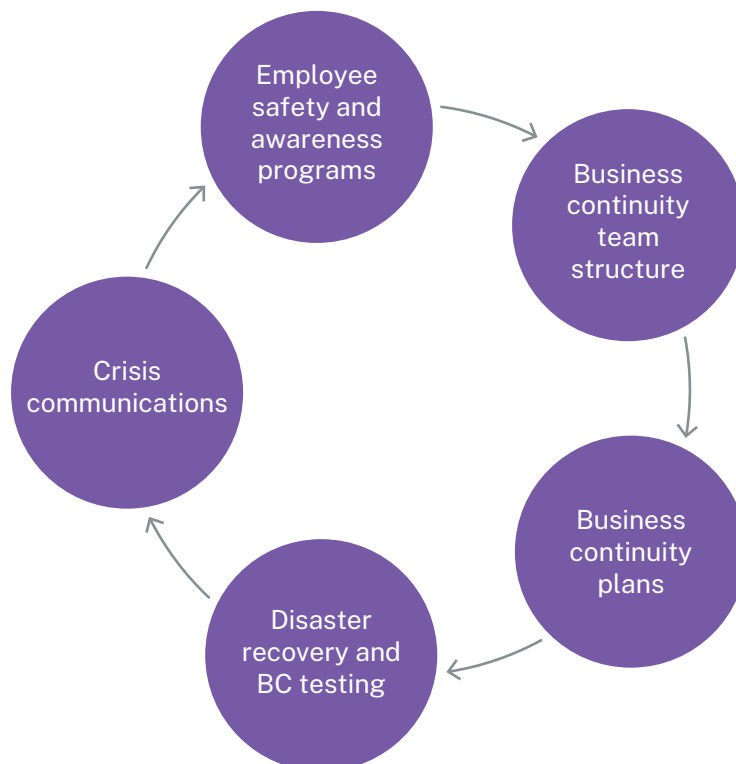 Employee
safety and
awareness
programs
Business
continuity
team
structure
Business
continuity
plans
Disaster
recovery and
BC testing
Crisis
communications